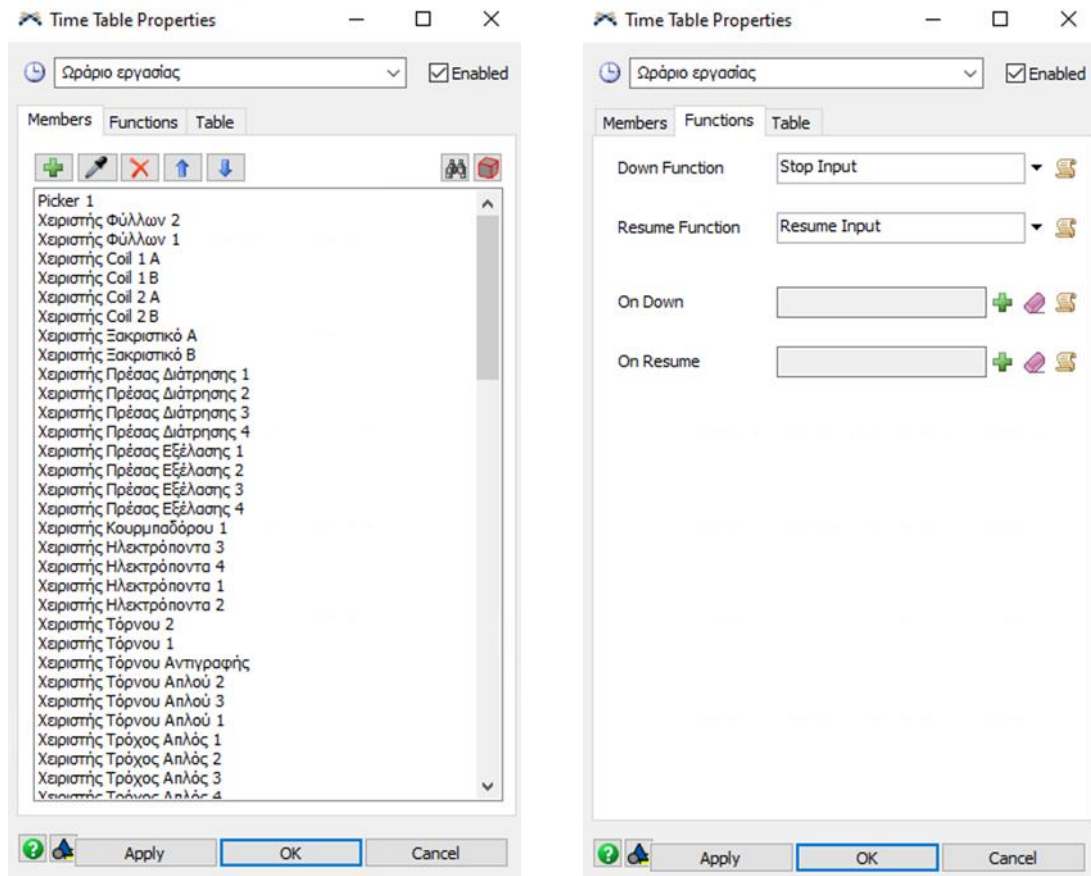 Time Table Properties
Ωράριο εργασίας
Enabled
Members Functions Table
Picker 1
Χειριστής Φύλλων 2
Χειριστής Φύλλων 1
Χειριστής Coil 1 A
Χειριστής Coil 1 B
Χειριστής Coil 2 A
Χειριστής Coil 2 B
Χειριστής Ξακριστικό A
Χειριστής Ξακριστικό B
Χειριστής Πρέσας Διάτρησης 1
Χειριστής Πρέσας Διάτρησης 2
Χειριστής Πρέσας Διάτρησης 3
Χειριστής Πρέσας Διάτρησης 4
Χειριστής Πρέσας Εξέλασης 1
Χειριστής Πρέσας Εξέλασης 2
Χειριστής Πρέσας Εξέλασης 3
Χειριστής Πρέσας Εξέλασης 4
Χειριστής Κουρμπαδόρου 1
Χειριστής Ηλεκτρόποντα 3
Χειριστής Ηλεκτρόποντα 4
Χειριστής Ηλεκτρόποντα 1
Χειριστής Ηλεκτρόποντα 2
Χειριστής Τόρνου 2
Χειριστής Τόρνου 1
Χειριστής Τόρνου Αντιγραφής
Χειριστής Τόρνου Απλού 2
Χειριστής Τόρνου Απλού 3
Χειριστής Τόρνου Απλού 1
Χειριστής Τρόχος Απλός 1
Χειριστής Τρόχος Απλός 2
Χειριστής Τρόχος Απλός 3
Χειριστής Τρόχος Απλός 4
Apply OK Cancel
Time Table Properties
Ωράριο εργασίας
Enabled
Members Functions Table
Down Function Stop Input
Resume Function Resume Input
On Down
On Resume
Apply OK Cancel